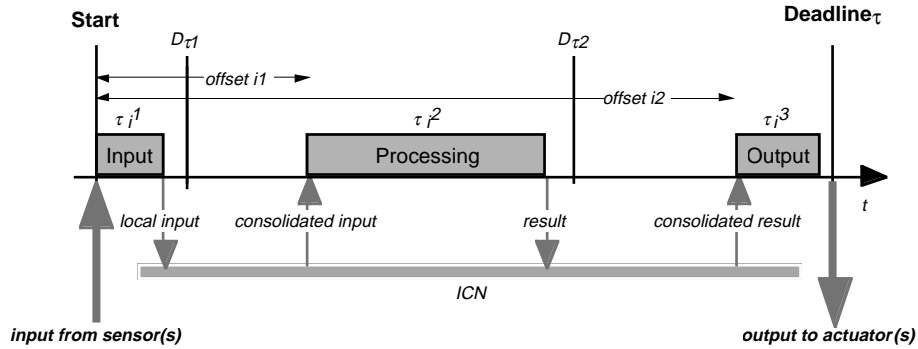 Start
Deadlineτ
Dτ1
Dτ2
offset i1
offset i2
τi1
τi2
τi3
Input
Processing
Output
t
local input
consolidated input
result
consolidated result
ICN
input from sensor(s)
output to actuator(s)